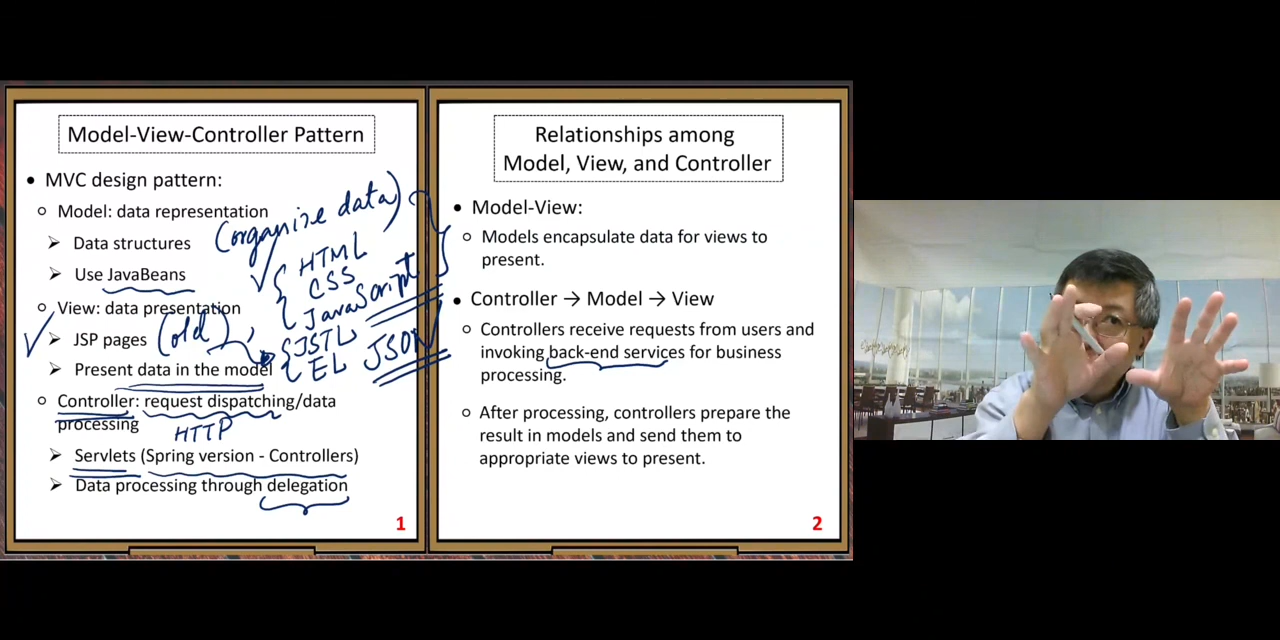 Model-View-Controller Pattern
• MVC design pattern:
o Model: data representation
(organize data)
➢ Data structures
HTML
➢ Use JavaBeans
CSS
JavaScript
o View: data presentation
➢ JSP pages (old)
JSTL
JSON
➢ Present data in the model
EL
o Controller: request dispatching/data
processing
HTTP
➢ Servlets (Spring version - Controllers)
➢ Data processing through delegation
1
Relationships among
Model, View, and Controller
• Model-View:
o Models encapsulate data for views to
present.
• Controller → Model → View
o Controllers receive requests from users and
invoking back-end services for business
processing.
o After processing, controllers prepare the
result in models and send them to
appropriate views to present.
2